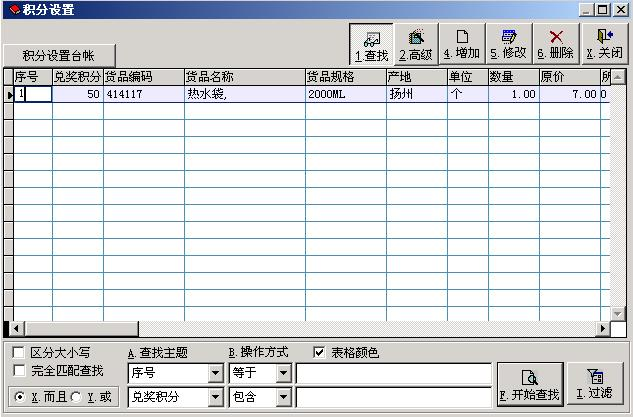 积分设置
积分设置台帐
1.查找 2.高级 4.增加 5.修改 6.删除 X.关闭
序号 兑奖积分 货品编码 货品名称 货品规格 产地 单位 数量 原价 所
1 50 414117 热水袋, 2000ML 扬州 个 1.00 7.00 0
区分大小写 A.查找主题 B.操作方式 表格颜色
完全匹配查找 序号 等于
X.而且 Y.或 兑奖积分 包含
F.开始查找 I.过滤